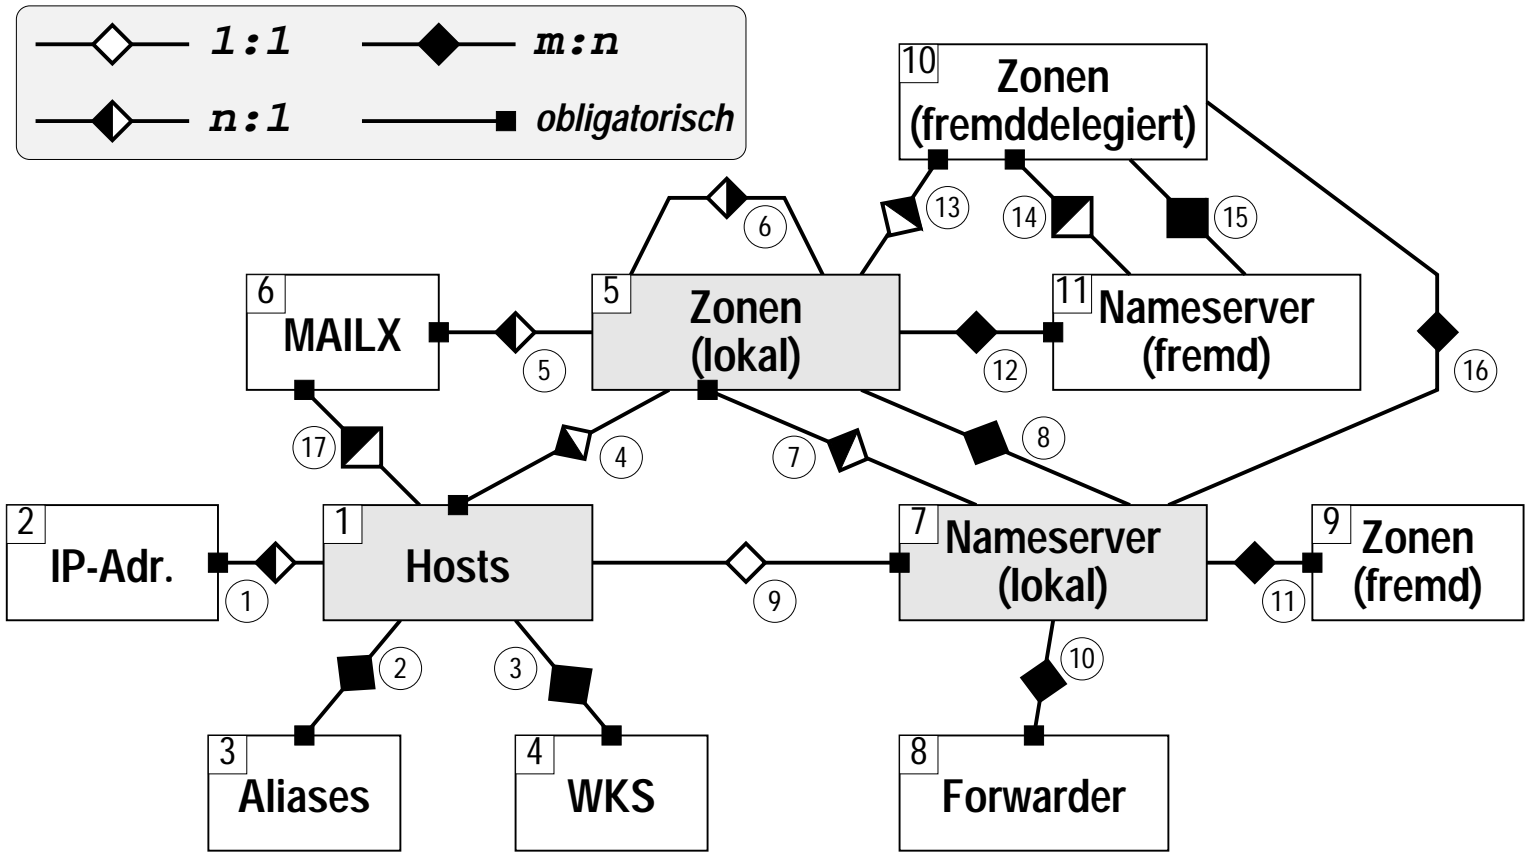 1:1
m:n
n:1
obligatorisch
10
Zonen
(fremddelegiert)
13
14
15
6
6
MAILX
5
5
Zonen
(lokal)
12
11
Nameserver
(fremd)
16
17
4
7
8
2
IP-Adr.
1
1
Hosts
9
7
Nameserver
(lokal)
11
9
Zonen
(fremd)
2
3
10
3
Aliases
4
WKS
8
Forwarder